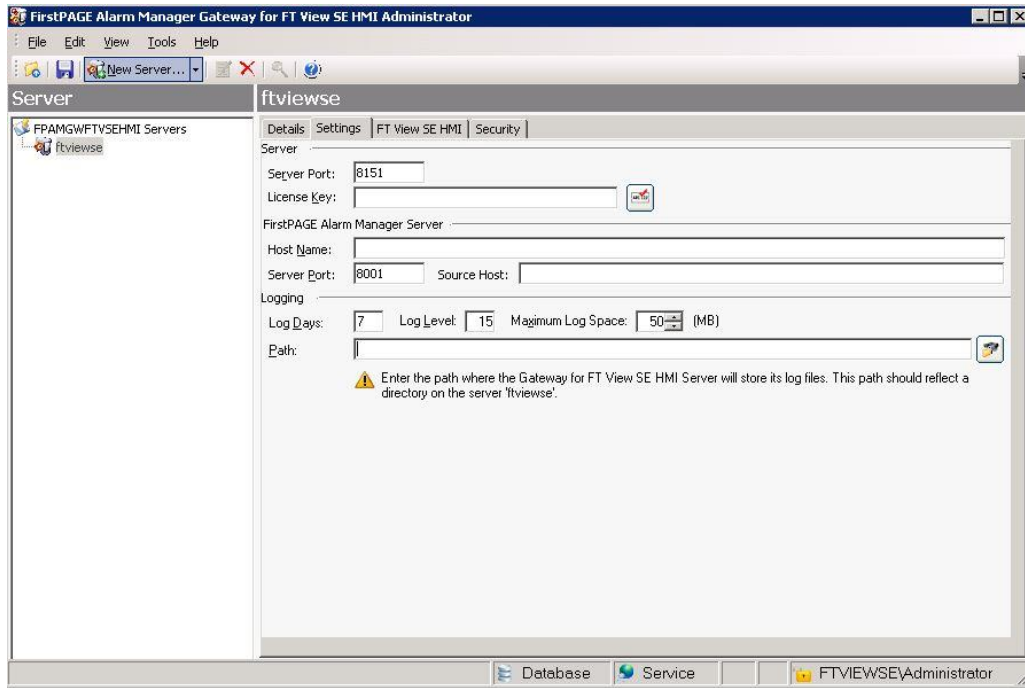 FirstPAGE Alarm Manager Gateway for FT View SE HMI Administrator
File Edit View Tools Help
New Server...
Server
ftviewse
FPAMGWFTVSEHMI Servers
ftviewse
Details Settings FT View SE HMI Security
Server
Server Port: 8151
License Key:
FirstPAGE Alarm Manager Server
Host Name:
Server Port: 8001 Source Host:
Logging
Log Days: 7 Log Level: 15 Maximum Log Space: 50 (MB)
Path:
Enter the path where the Gateway for FT View SE HMI Server will store its log files. This path should reflect a
directory on the server 'ftviewse'.
Database Service FTVIEWSE\Administrator